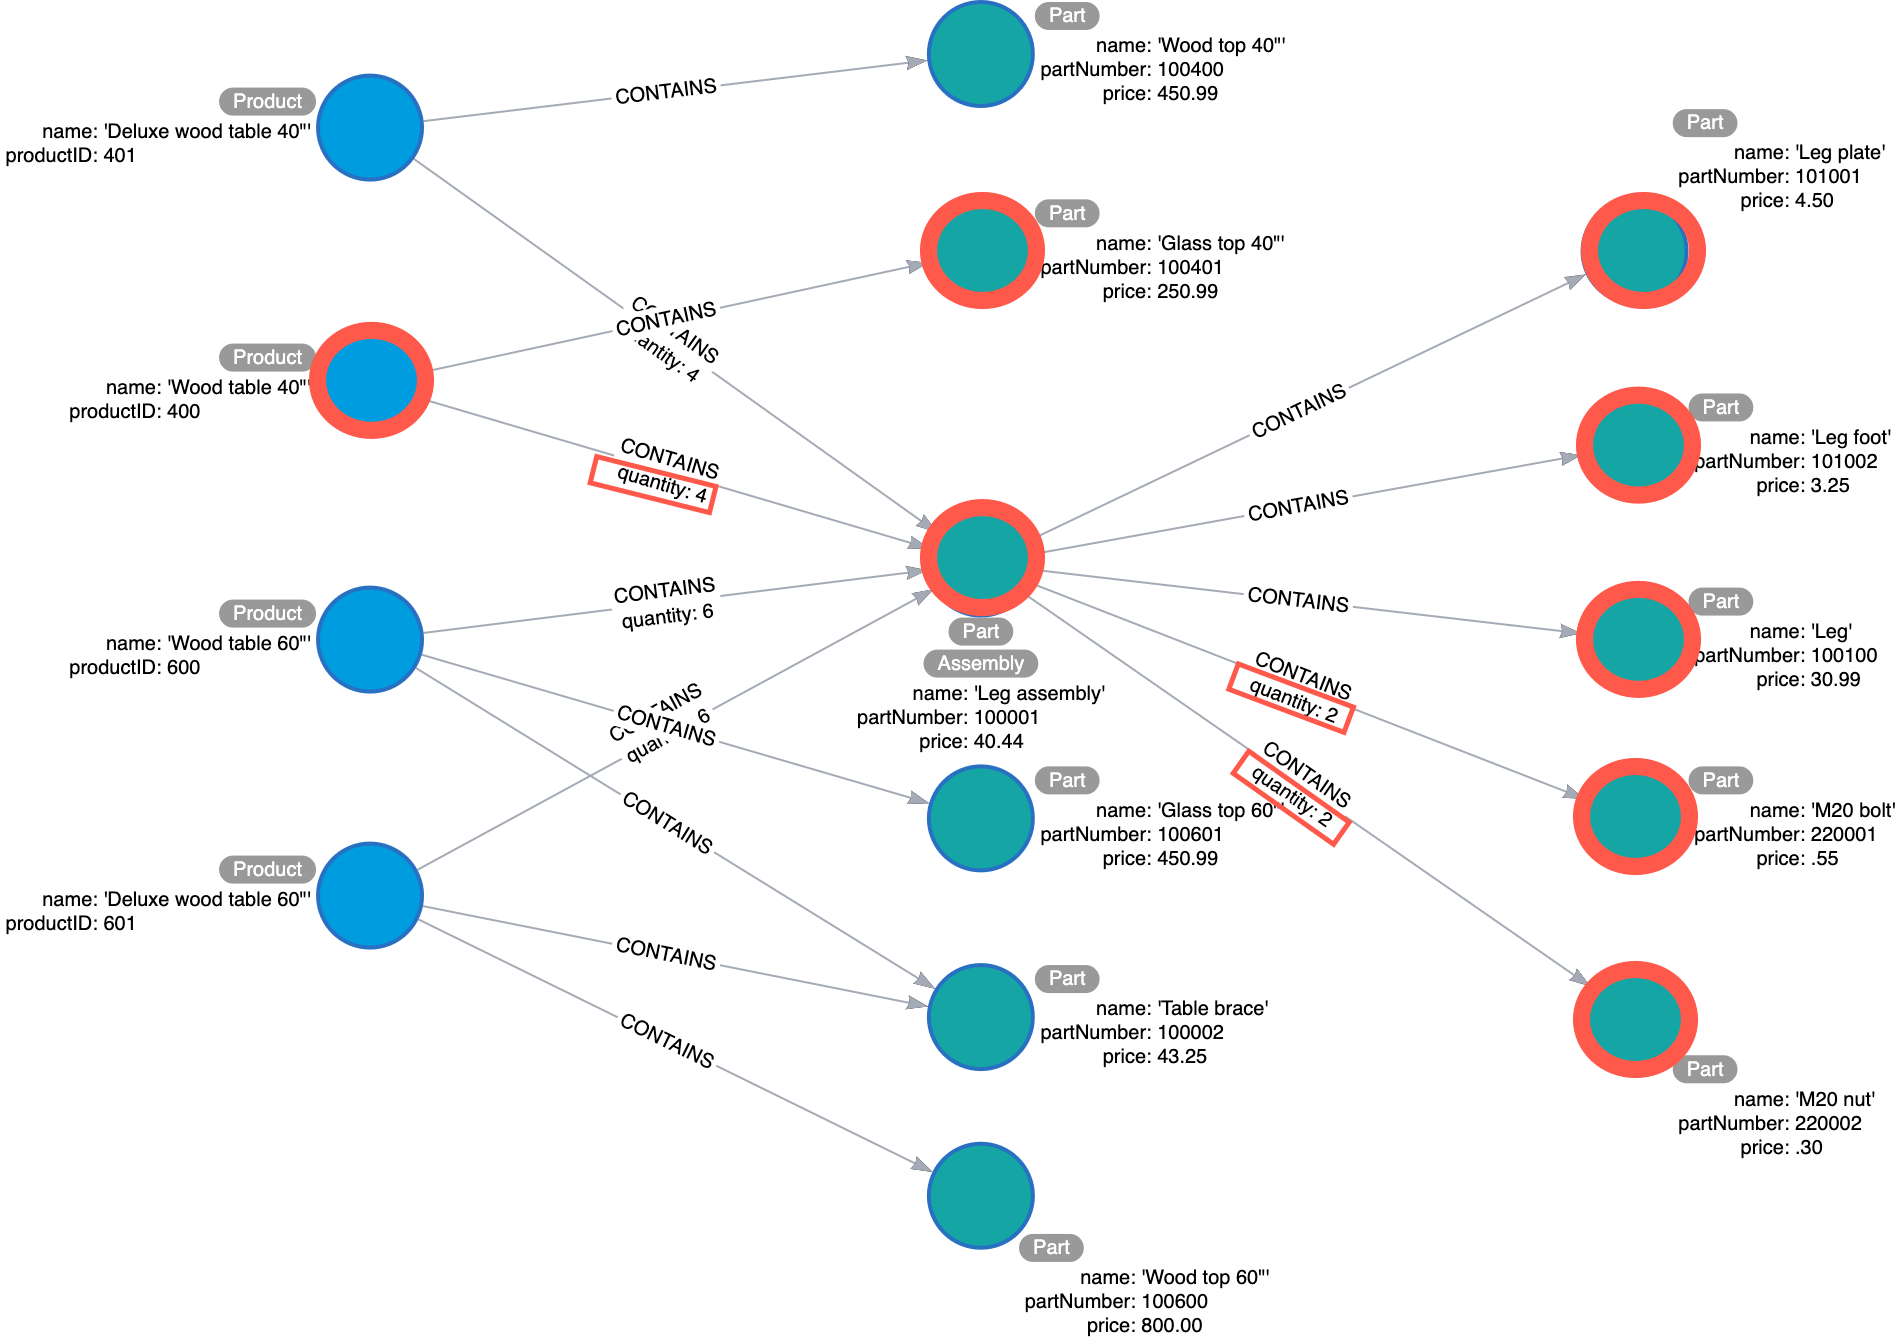 Product
name: 'Deluxe wood table 40"'
productID: 401
Product
name: 'Wood table 40"'
productID: 400
Product
name: 'Wood table 60"'
productID: 600
Product
name: 'Deluxe wood table 60"'
productID: 601
CONTAINS
CONTAINS
quantity: 4
CONTAINS
CONTAINS
quantity: 4
CONTAINS
quantity: 6
CONTAINS
CONTAINS
CONTAINS
6
CONTAINS
CONTAINS
Part
name: 'Wood top 40"'
partNumber: 100400
price: 450.99
Part
name: 'Glass top 40"'
partNumber: 100401
price: 250.99
Part
Assembly
name: 'Leg assembly'
partNumber: 100001
price: 40.44
Part
name: 'Glass top 60"'
partNumber: 100601
price: 450.99
Part
name: 'Table brace'
partNumber: 100002
price: 43.25
Part
name: 'Wood top 60"'
partNumber: 100600
price: 800.00
CONTAINS
CONTAINS
CONTAINS
CONTAINS
quantity: 2
CONTAINS
quantity: 2
Part
name: 'Leg plate'
partNumber: 101001
price: 4.50
Part
name: 'Leg foot'
partNumber: 101002
price: 3.25
Part
name: 'Leg'
partNumber: 100100
price: 30.99
Part
name: 'M20 bolt'
partNumber: 220001
price: .55
Part
name: 'M20 nut'
partNumber: 220002
price: .30